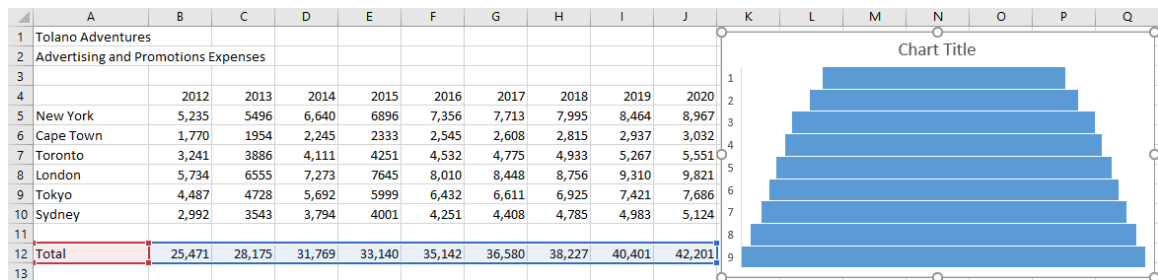 A B C D E F G H I J K L M N O P Q
1 Tolano Adventures
2 Advertising and Promotions Expenses
3
4 2012 2013 2014 2015 2016 2017 2018 2019 2020
5 New York 5,235 5496 6,640 6896 7,356 7,713 7,995 8,464 8,967
6 Cape Town 1,770 1954 2,245 2333 2,545 2,608 2,815 2,937 3,032
7 Toronto 3,241 3886 4,111 4251 4,532 4,775 4,933 5,267 5,551
8 London 5,734 6555 7,273 7645 8,010 8,448 8,756 9,310 9,821
9 Tokyo 4,487 4728 5,692 5999 6,432 6,611 6,925 7,421 7,686
10 Sydney 2,992 3543 3,794 4001 4,251 4,408 4,785 4,983 5,124
11
12 Total 25,471 28,175 31,769 33,140 35,142 36,580 38,227 40,401 42,201
13
Chart Title
1
2
3
4
5
6
7
8
9